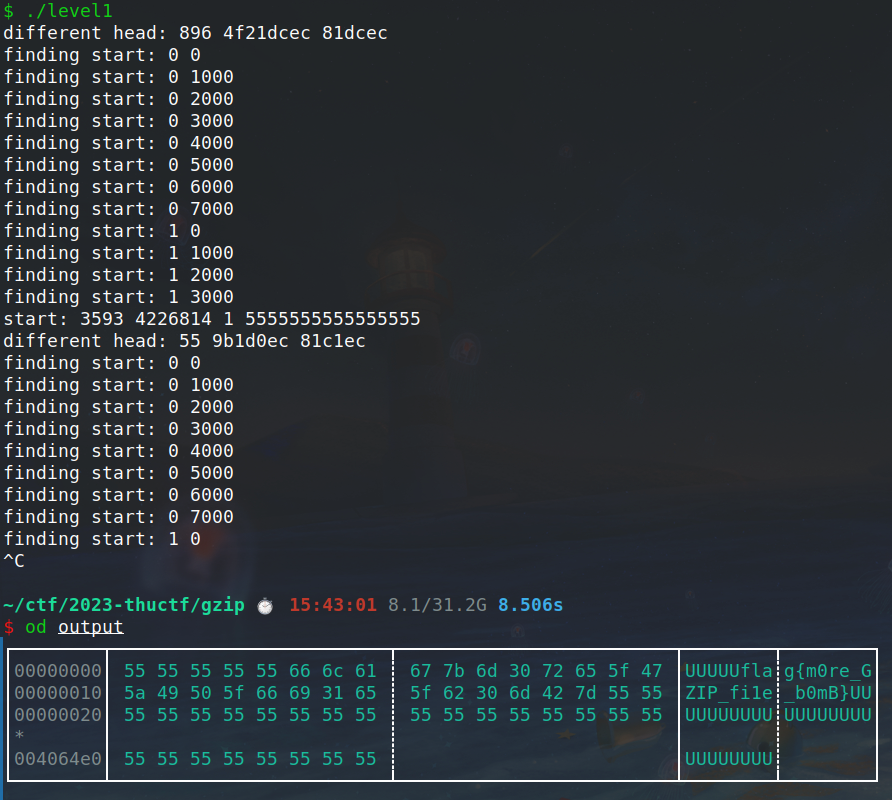 $ ./level1
different head: 896 4f21dcec 81dcec
finding start: 0 0
finding start: 0 1000
finding start: 0 2000
finding start: 0 3000
finding start: 0 4000
finding start: 0 5000
finding start: 0 6000
finding start: 0 7000
finding start: 1 0
finding start: 1 1000
finding start: 1 2000
finding start: 1 3000
start: 3593 4226814 1 5555555555555555
different head: 55 9b1d0ec 81c1ec
finding start: 0 0
finding start: 0 1000
finding start: 0 2000
finding start: 0 3000
finding start: 0 4000
finding start: 0 5000
finding start: 0 6000
finding start: 0 7000
finding start: 1 0
^C
~/ctf/2023-thuctf/gzip ⏱ 15:43:01 8.1/31.2G 8.506s
$ od output
00000000 55 55 55 55 55 66 6c 61 67 7b 6d 30 72 65 5f 47 UUUUUfla g{m0re_G
00000010 5a 49 50 5f 66 69 31 65 5f 62 30 6d 42 7d 55 55 ZIP_fi1e _b0mB}UU
00000020 55 55 55 55 55 55 55 55 55 55 55 55 55 55 55 55 UUUUUUUU UUUUUUUU
*
004064e0 55 55 55 55 55 55 55 55 UUUUUUUU